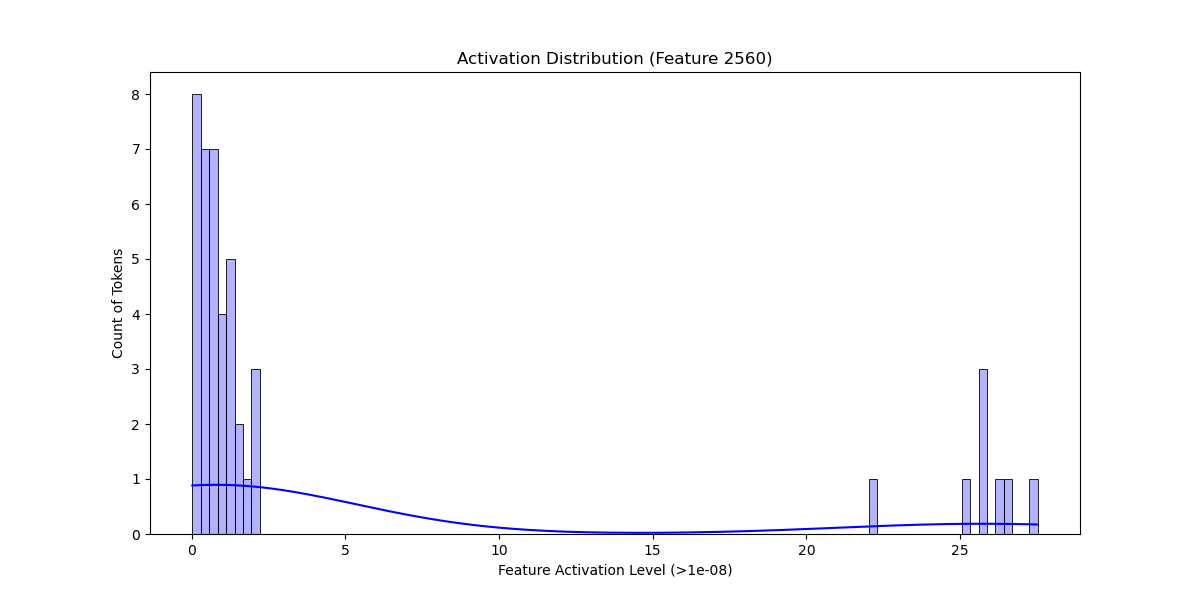 Activation Distribution (Feature 2560)
8
7
6
5
4
3
2
1
0
Count of Tokens
0 5 10 15 20 25
Feature Activation Level (>1e-08)